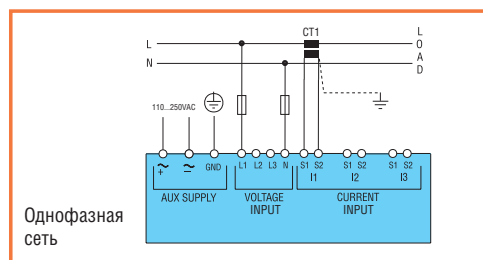 CT1
L
N
LOAD
110...250VAC
+ - GND L1 L2 L3 N S1 S2 S1 S2 S1 S2
I1 I2 I3
AUX SUPPLY VOLTAGE INPUT CURRENT INPUT
Однофазная
сеть